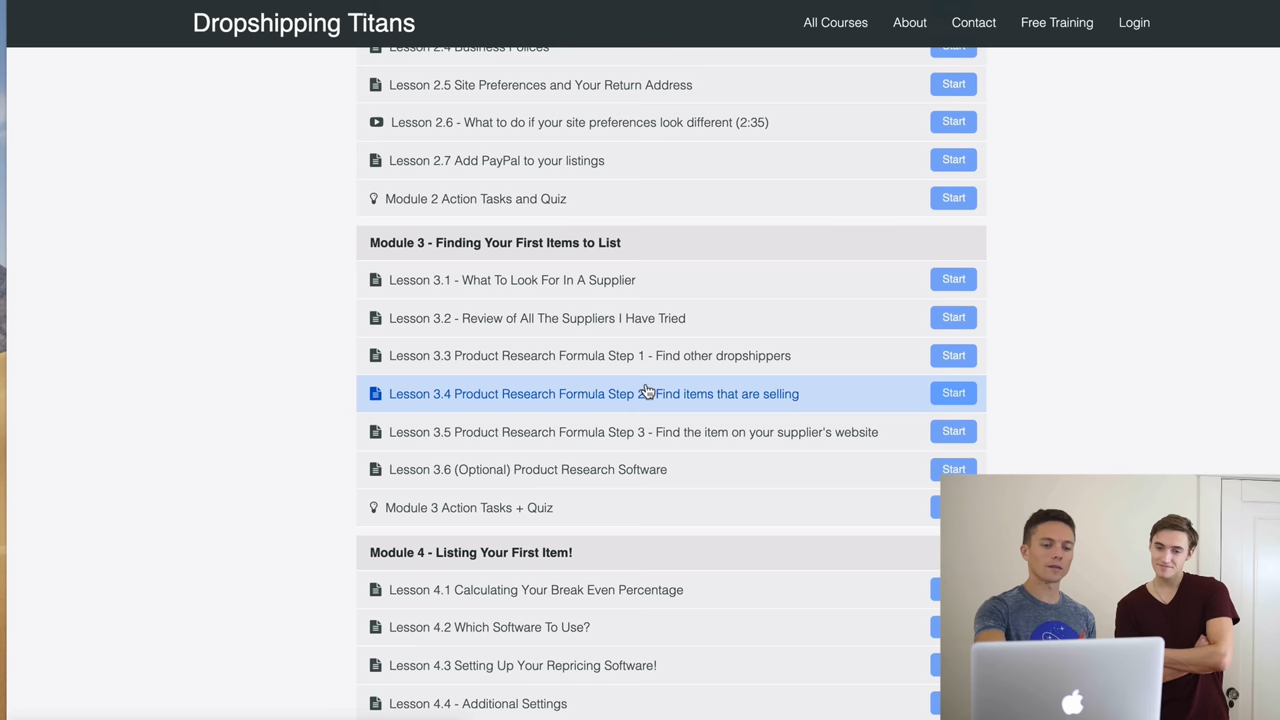 Dropshipping Titans
All Courses About Contact Free Training Login
Lesson 2.4 Business Polices
Start
Lesson 2.5 Site Preferences and Your Return Address
Start
Lesson 2.6 - What to do if your site preferences look different (2:35)
Start
Lesson 2.7 Add PayPal to your listings
Start
Module 2 Action Tasks and Quiz
Start
Module 3 - Finding Your First Items to List
Lesson 3.1 - What To Look For In A Supplier
Start
Lesson 3.2 - Review of All The Suppliers I Have Tried
Start
Lesson 3.3 Product Research Formula Step 1 - Find other dropshippers
Start
Lesson 3.4 Product Research Formula Step 2 Find items that are selling
Start
Lesson 3.5 Product Research Formula Step 3 - Find the item on your supplier's website
Start
Lesson 3.6 (Optional) Product Research Software
Start
Module 3 Action Tasks + Quiz
Module 4 - Listing Your First Item!
Lesson 4.1 Calculating Your Break Even Percentage
Lesson 4.2 Which Software To Use?
Lesson 4.3 Setting Up Your Repricing Software!
Lesson 4.4 - Additional Settings